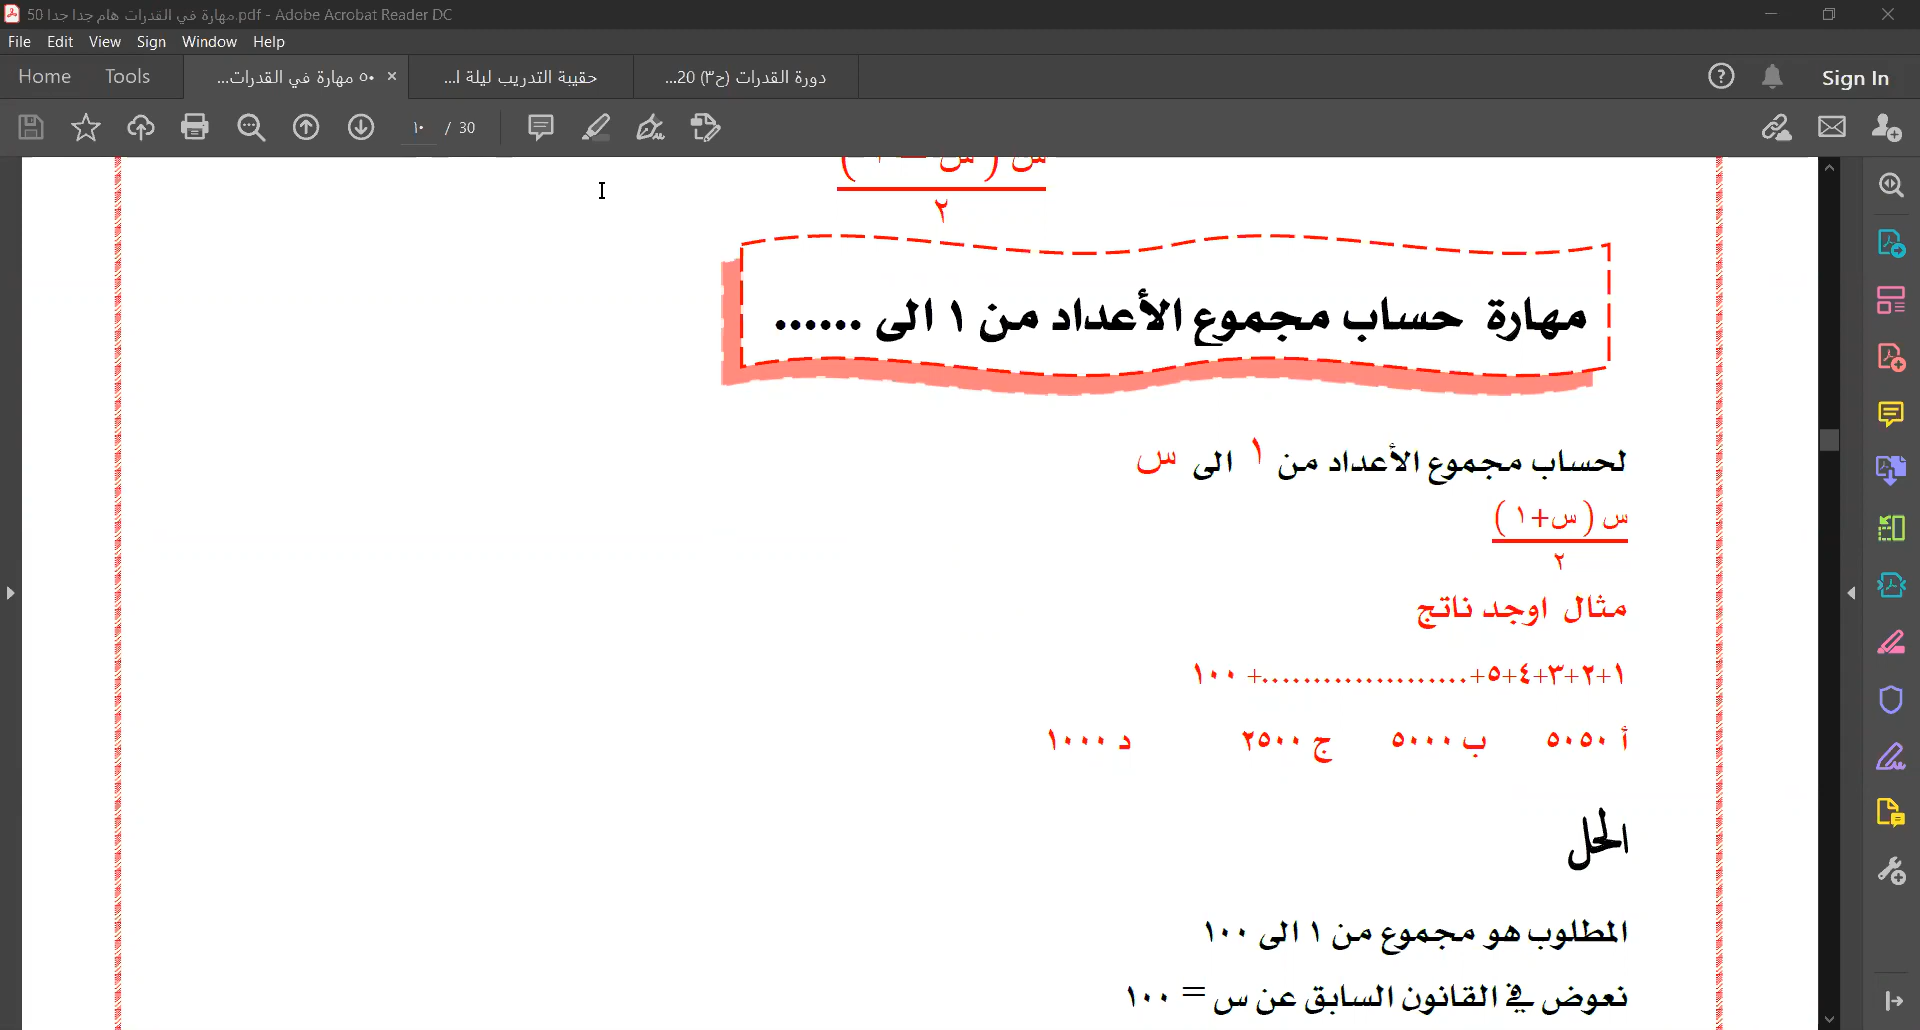 50 مهارة في القدرات هام جدا جدا.pdf - Adobe Acrobat Reader DC
File Edit View Sign Window Help
Home Tools ٥٠ مهارة في القدرات... حقيبة التدريب ليلة ا... دورة القدرات (ح٣) 20... Sign In
١٠ / 30
٢
مهارة حساب مجموع الأعداد من ١ الى ......
لحساب مجموع الأعداد من ١ الى س
س ( س+١ )
٢
مثال اوجد ناتج
١+٢+٣+٤+٥+....................+ ١٠٠
أ ٥٠٥٠ ب ٥٠٠٠ ج ٢٥٠٠ د ١٠٠٠
الحل
المطلوب هو مجموع من ١ الى ١٠٠
نعوض في القانون السابق عن س = ١٠٠